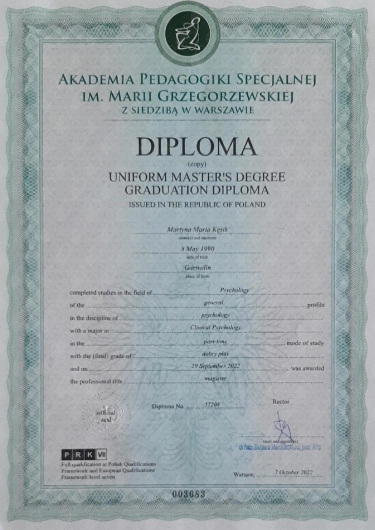 AKADEMIA PEDAGOGIKI SPECJALNEJ
IM. MARII GRZEGORZEWSKIEJ
Z SIEDZIBĄ W WARSZAWIE
DIPLOMA
(copy)
UNIFORM MASTER'S DEGREE
GRADUATION DIPLOMA
ISSUED IN THE REPUBLIC OF POLAND
Martyna Maria
8 May 1990
date of birth
Garwolin
place of birth
completed studies in the field of Psychology
of the general profile
in the discipline of psychology
with a major in Clinical Psychology
in the part-time mode of study
with the (final) grade of dobry plus
and on 29 September 2022 was awarded
the professional title magister
official
seal
Diploma No
Rector
PRK VII
Full qualification at Polish Qualifications
Framework and European Qualifications
Framework level seven
Warsaw, 7 October 2022
003683